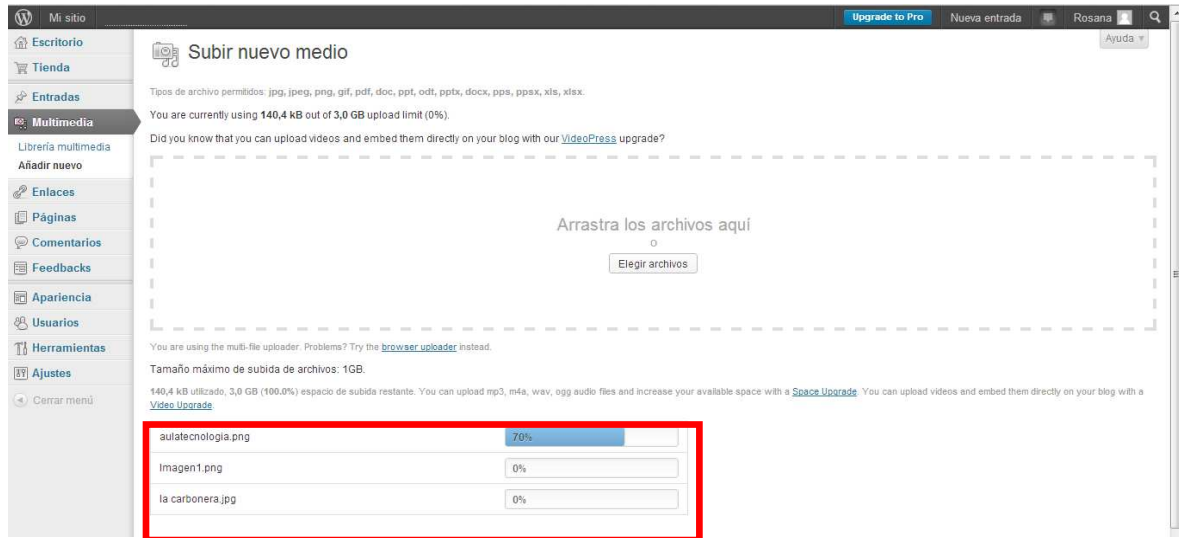 Mi sitio
Upgrade to Pro
Nueva entrada
Rosana
Ayuda
Escritorio
Tienda
Entradas
Multimedia
Librería multimedia
Añadir nuevo
Enlaces
Páginas
Comentarios
Feedbacks
Apariencia
Usuarios
Herramientas
Ajustes
Cerrar menú
Subir nuevo medio
Tipos de archivo permitidos: jpg, jpeg, png, gif, pdf, doc, ppt, odt, pptx, docx, pps, ppsx, xls, xlsx.
You are currently using 140,4 kB out of 3,0 GB upload limit (0%).
Did you know that you can upload videos and embed them directly on your blog with our VideoPress upgrade?
Arrastra los archivos aquí
o
Elegir archivos
You are using the multi-file uploader. Problems? Try the browser uploader instead.
Tamaño máximo de subida de archivos: 1GB.
140,4 kB utilizado, 3,0 GB (100.0%) espacio de subida restante. You can upload mp3, m4a, wav, ogg audio files and increase your available space with a Space Upgrade. You can upload videos and embed them directly on your blog with a
Video Upgrade.
aulatecnologia.png 70%
Imagen1.png 0%
la carbonera.jpg 0%